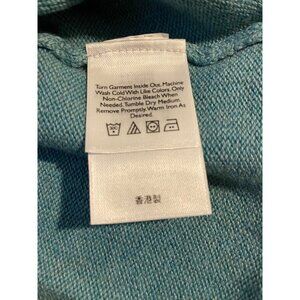 Turn Garment Inside Out. Machine
Wash Cold With Like Colors. Only
Non-Chlorine Bleach When
Needed. Tumble Dry Medium.
Remove Promptly. Warm Iron As
Desired.
香港製